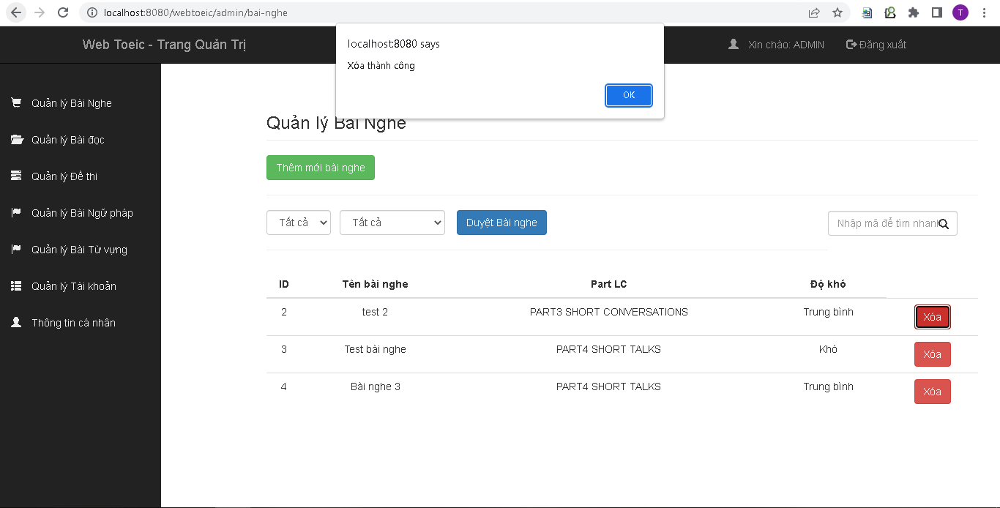 localhost:8080/webtoeic/admin/bai-nghe
T
Web Toeic - Trang Quản Trị
Xin chào: ADMIN
Đăng xuất
localhost:8080 says
Xóa thành công
OK
Quản lý Bài Nghe
Quản lý Bài đọc
Quản lý Đề thi
Quản lý Bài Ngữ pháp
Quản lý Bài Từ vựng
Quản lý Tài khoản
Thông tin cá nhân
Quản lý Bài Nghe
Thêm mới bài nghe
Tất cả Tất cả Duyệt Bài nghe Nhập mã để tìm nhanh
ID Tên bài nghe Part LC Độ khó
2 test 2 PART3 SHORT CONVERSATIONS Trung bình Xóa
3 Test bài nghe PART4 SHORT TALKS Khó Xóa
4 Bài nghe 3 PART4 SHORT TALKS Trung bình Xóa